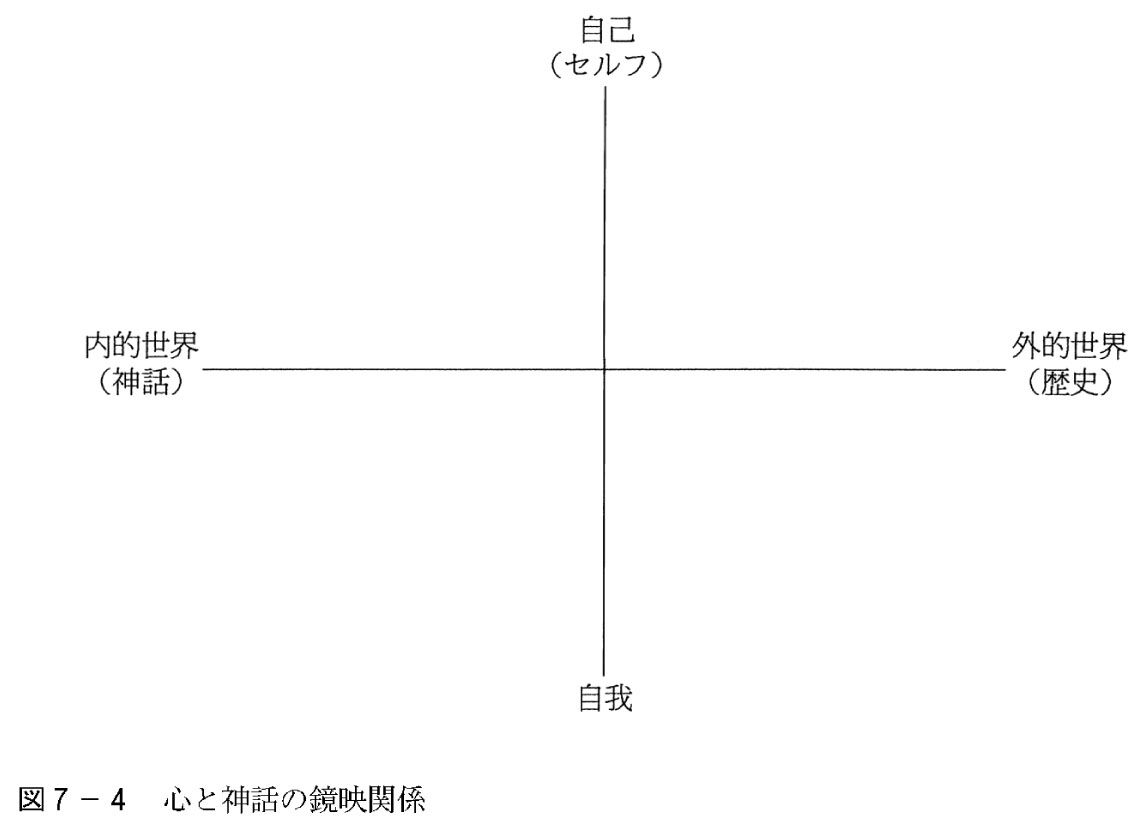 自己
（セルフ）
内的世界
（神話）
外的世界
（歴史）
自我
図7－4　心と神話の鏡映関係